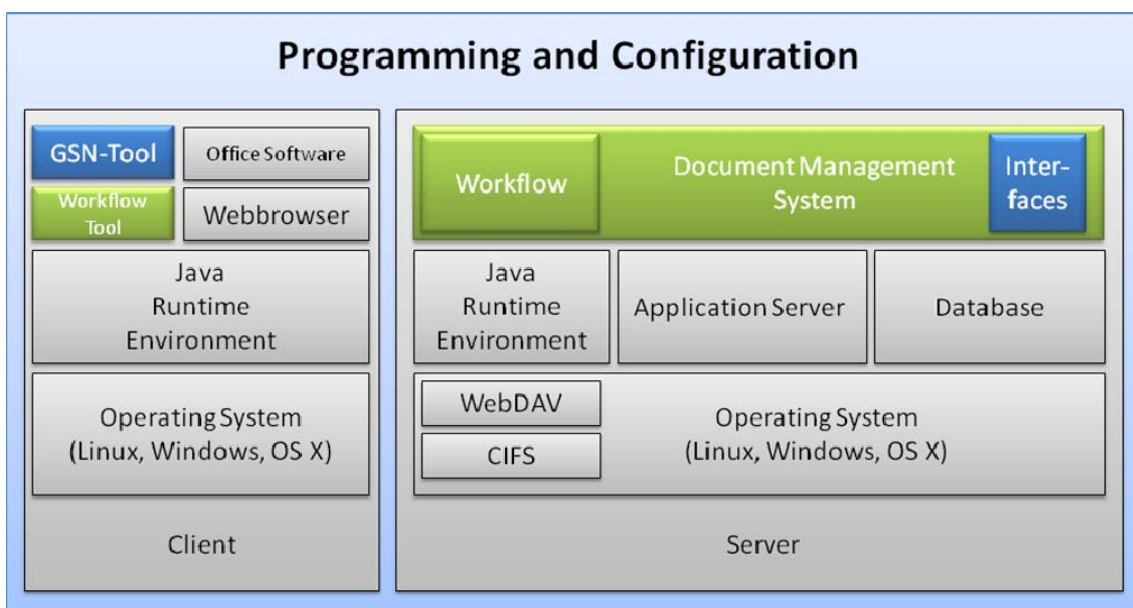 Programming and Configuration
GSN-Tool
Office Software
Workflow
Tool
Webbrowser
Java
Runtime
Environment
Operating System
(Linux, Windows, OS X)
Client
Workflow
Document Management
System
Inter-
faces
Java
Runtime
Environment
Application Server
Database
WebDAV
CIFS
Operating System
(Linux, Windows, OS X)
Server